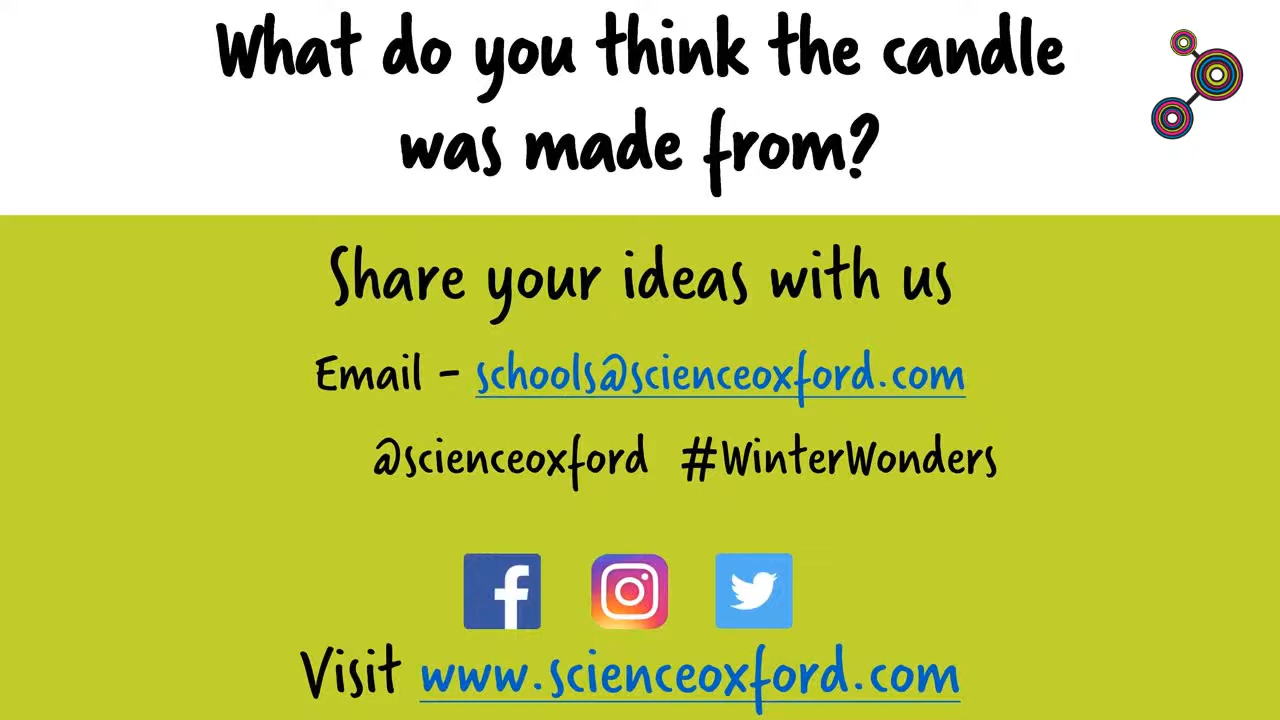 What do you think the candle
was made from?
Share your ideas with us
Email - schools@scienceoxford.com
@scienceoxford #WinterWonders
Visit www.scienceoxford.com